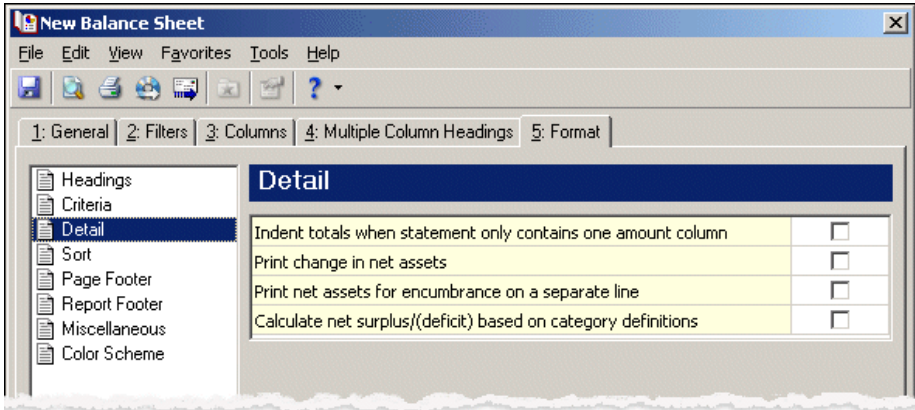 New Balance Sheet
File Edit View Favorites Tools Help
?
1: General 2: Filters 3: Columns 4: Multiple Column Headings 5: Format
Headings
Criteria
Detail
Sort
Page Footer
Report Footer
Miscellaneous
Color Scheme
Detail
Indent totals when statement only contains one amount column
Print change in net assets
Print net assets for encumbrance on a separate line
Calculate net surplus/(deficit) based on category definitions